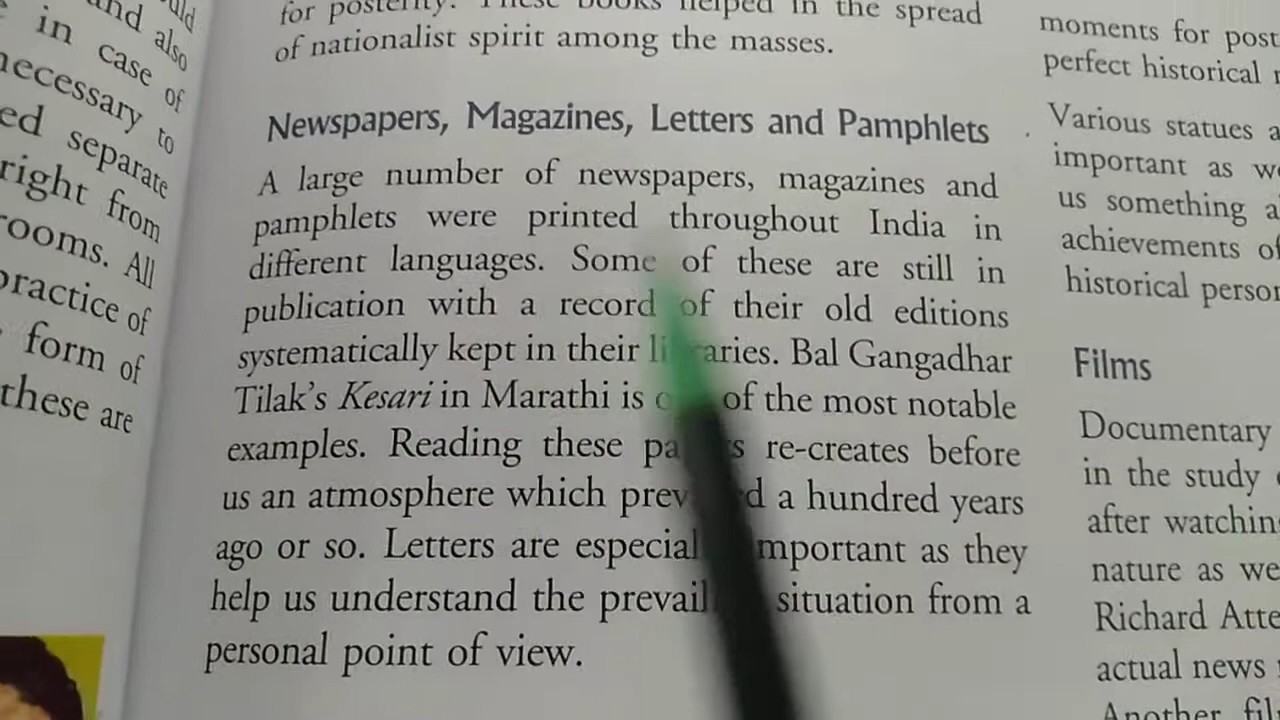 and also
in case of
necessary to
ed separate
right from
rooms. All
practice of
form of
these are
for posterity. These books helped in the spread
of nationalist spirit among the masses.
Newspapers, Magazines, Letters and Pamphlets
A large number of newspapers, magazines and
pamphlets were printed throughout India in
different languages. Some of these are still in
publication with a record of their old editions
systematically kept in their libraries. Bal Gangadhar
Tilak's Kesari in Marathi is of the most notable
examples. Reading these re-creates before
us an atmosphere which a hundred years
ago or so. Letters are important as they
help us understand the situation from a
personal point of view.
moments for post
perfect historical
Various statues a
important as we
us something a
achievements of
historical person
Films
Documentary
in the study
after watchin
nature as we
Richard Atte
actual news
Another fil